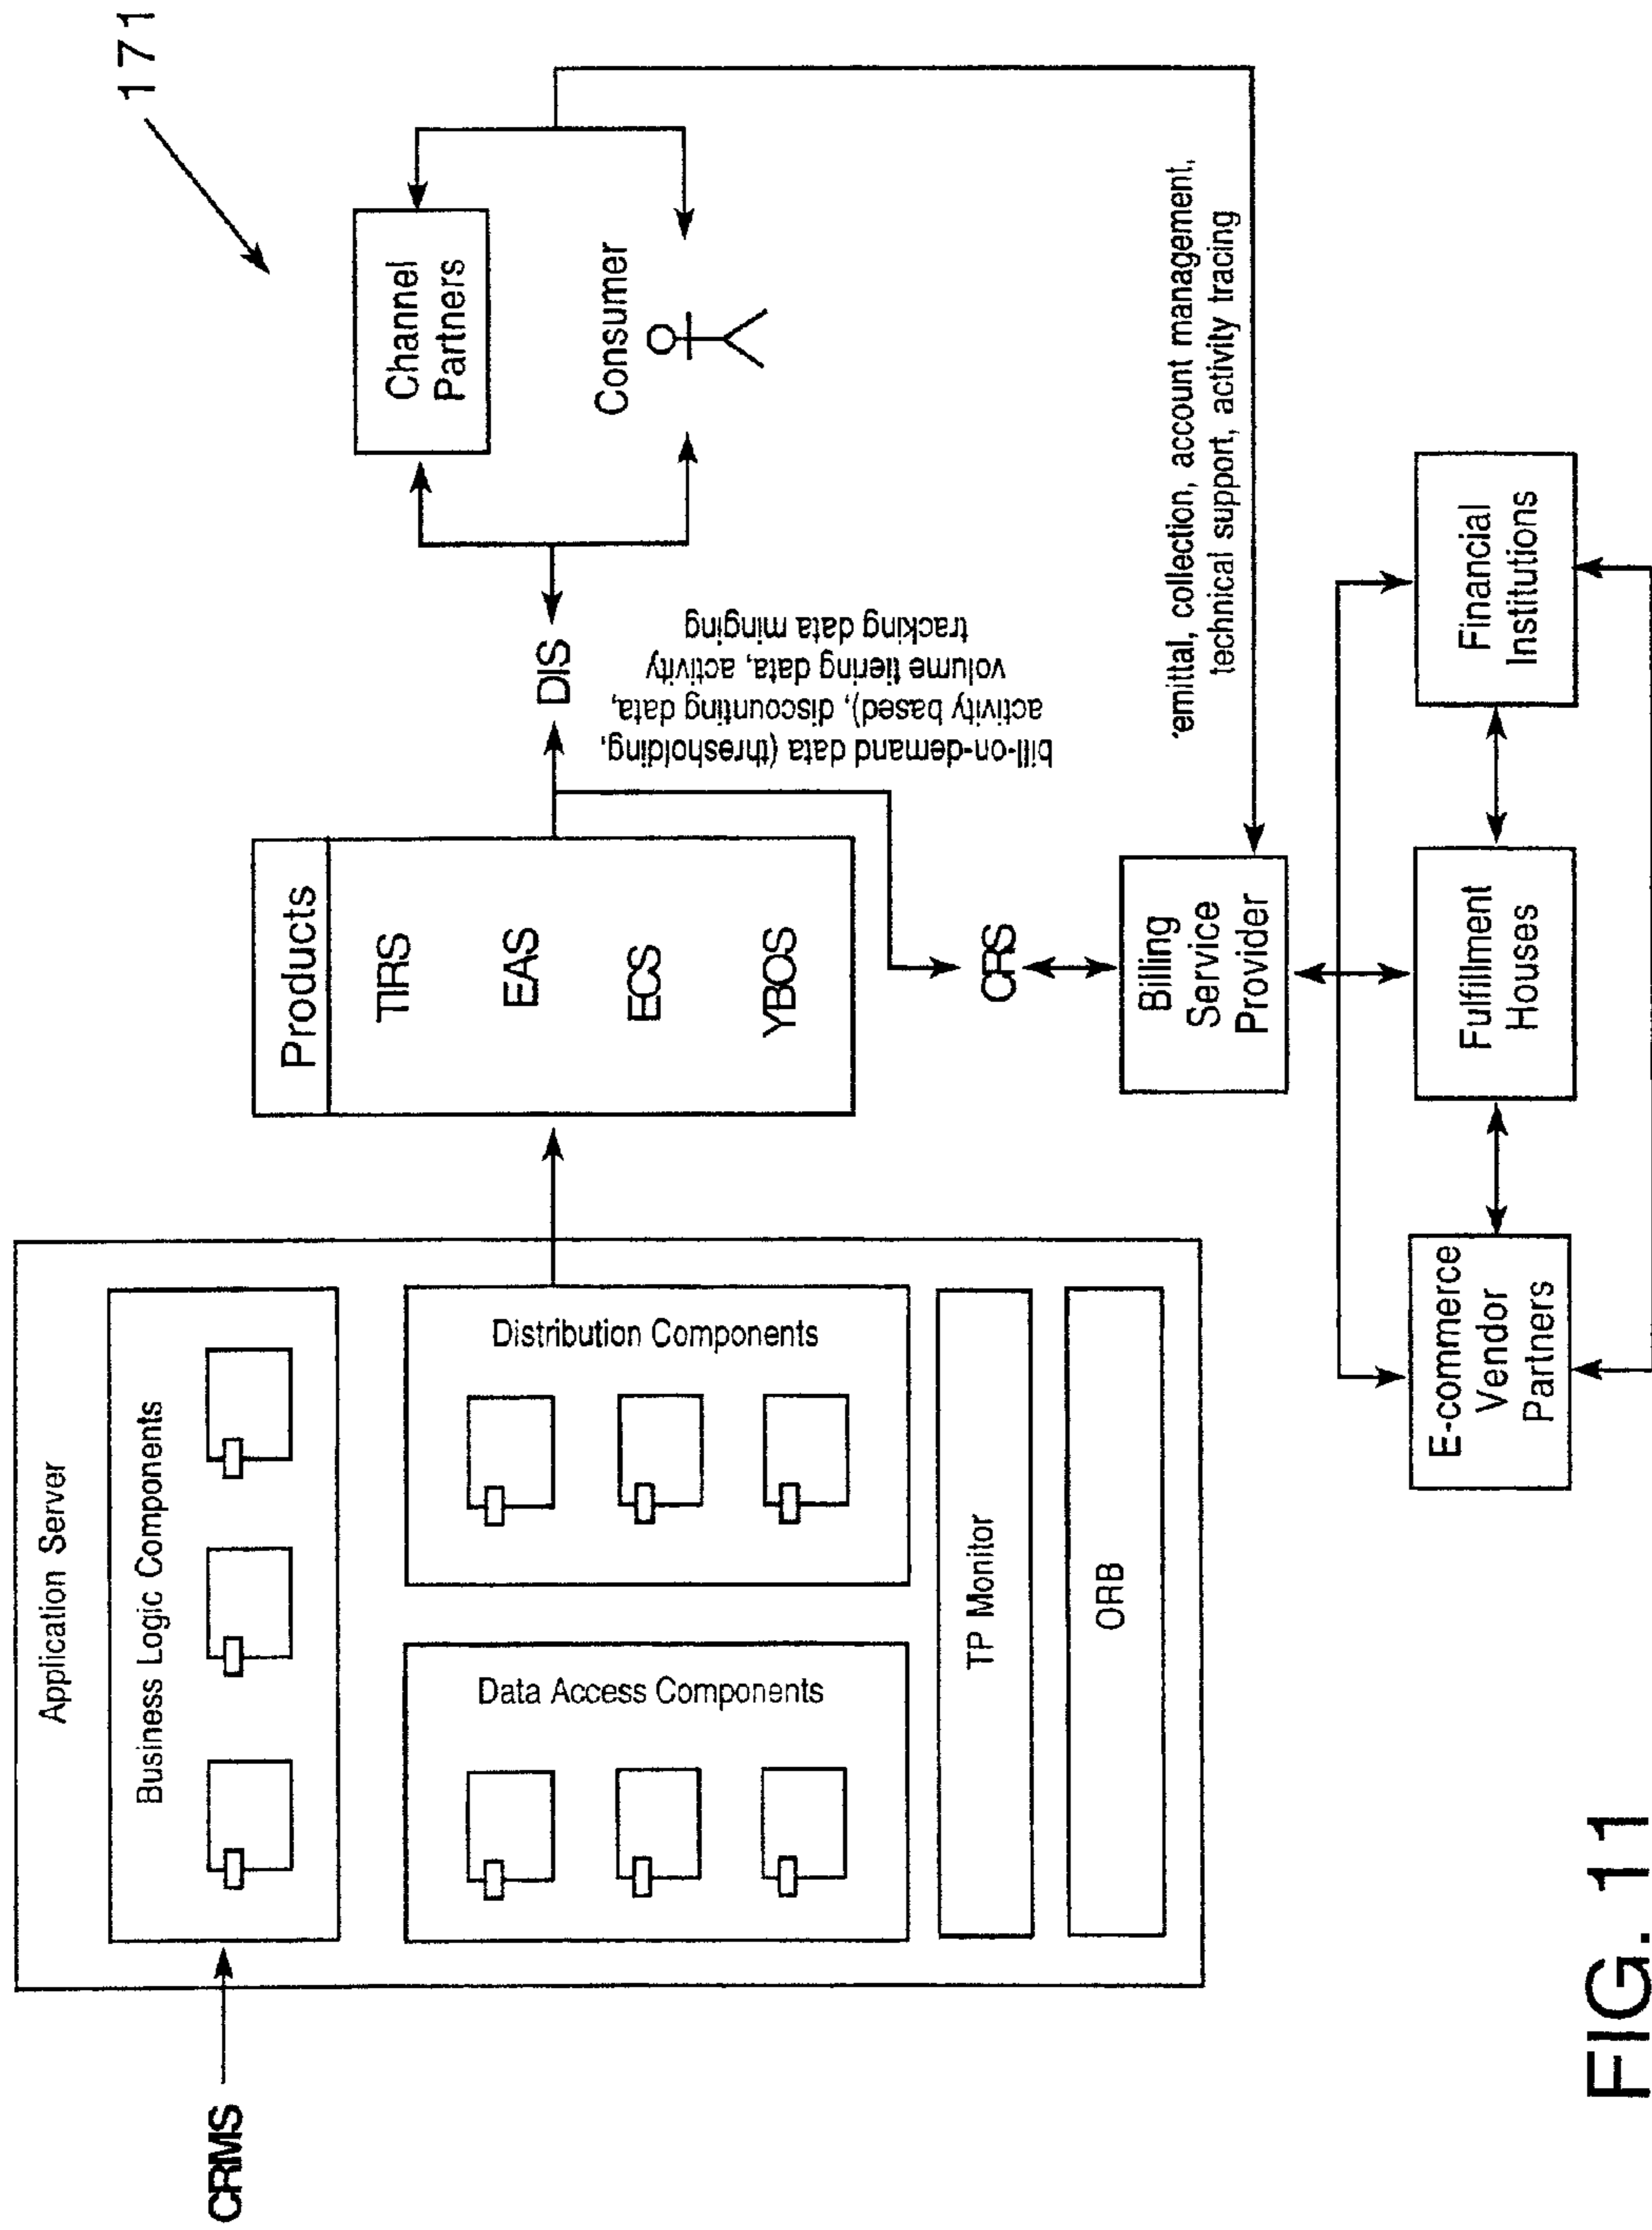 171
CRMS
Application Server
Business Logic Components
Data Access Components
Distribution Components
TP Monitor
ORB
Products
TIRS
EAS
ECS
YBOS
DIS
Channel
Partners
Consumer
bill-on-demand data (thresholding,
activity based), discounting data,
volume tiering data, activity
tracking data minging
CRS
Billing
Service
Provider
emittal, collection, account management,
technical support, activity tracing
E-commerce
Vendor
Partners
Fulfillment
Houses
Financial
Institutions
FIG. 11